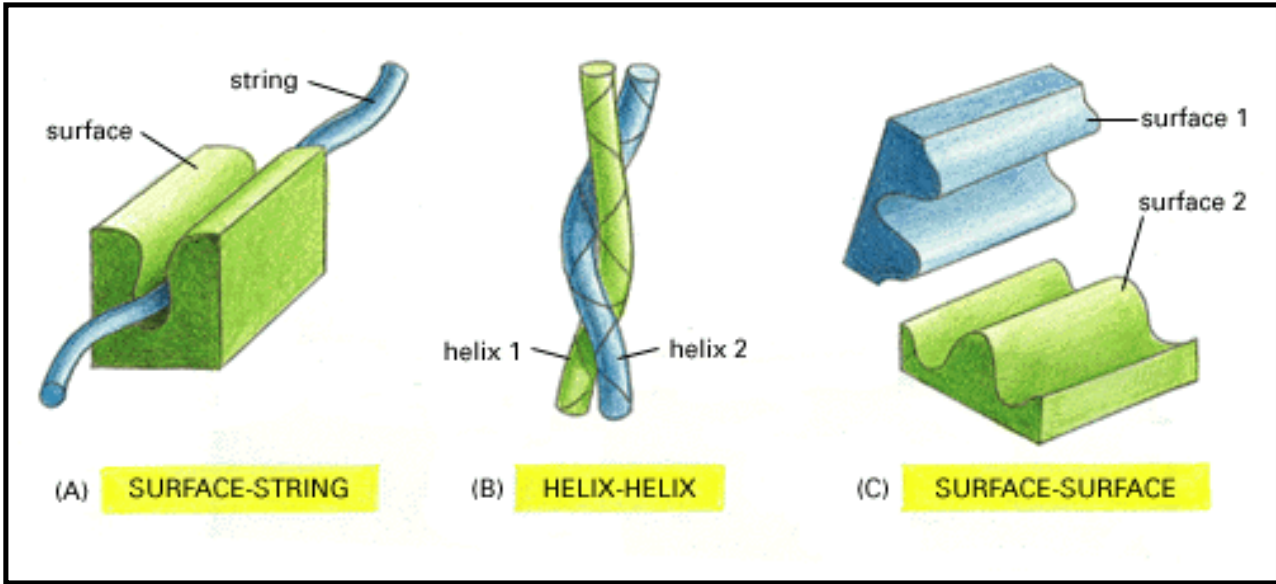 string
surface
(A) SURFACE-STRING
helix 1
helix 2
(B) HELIX-HELIX
surface 1
surface 2
(C) SURFACE-SURFACE